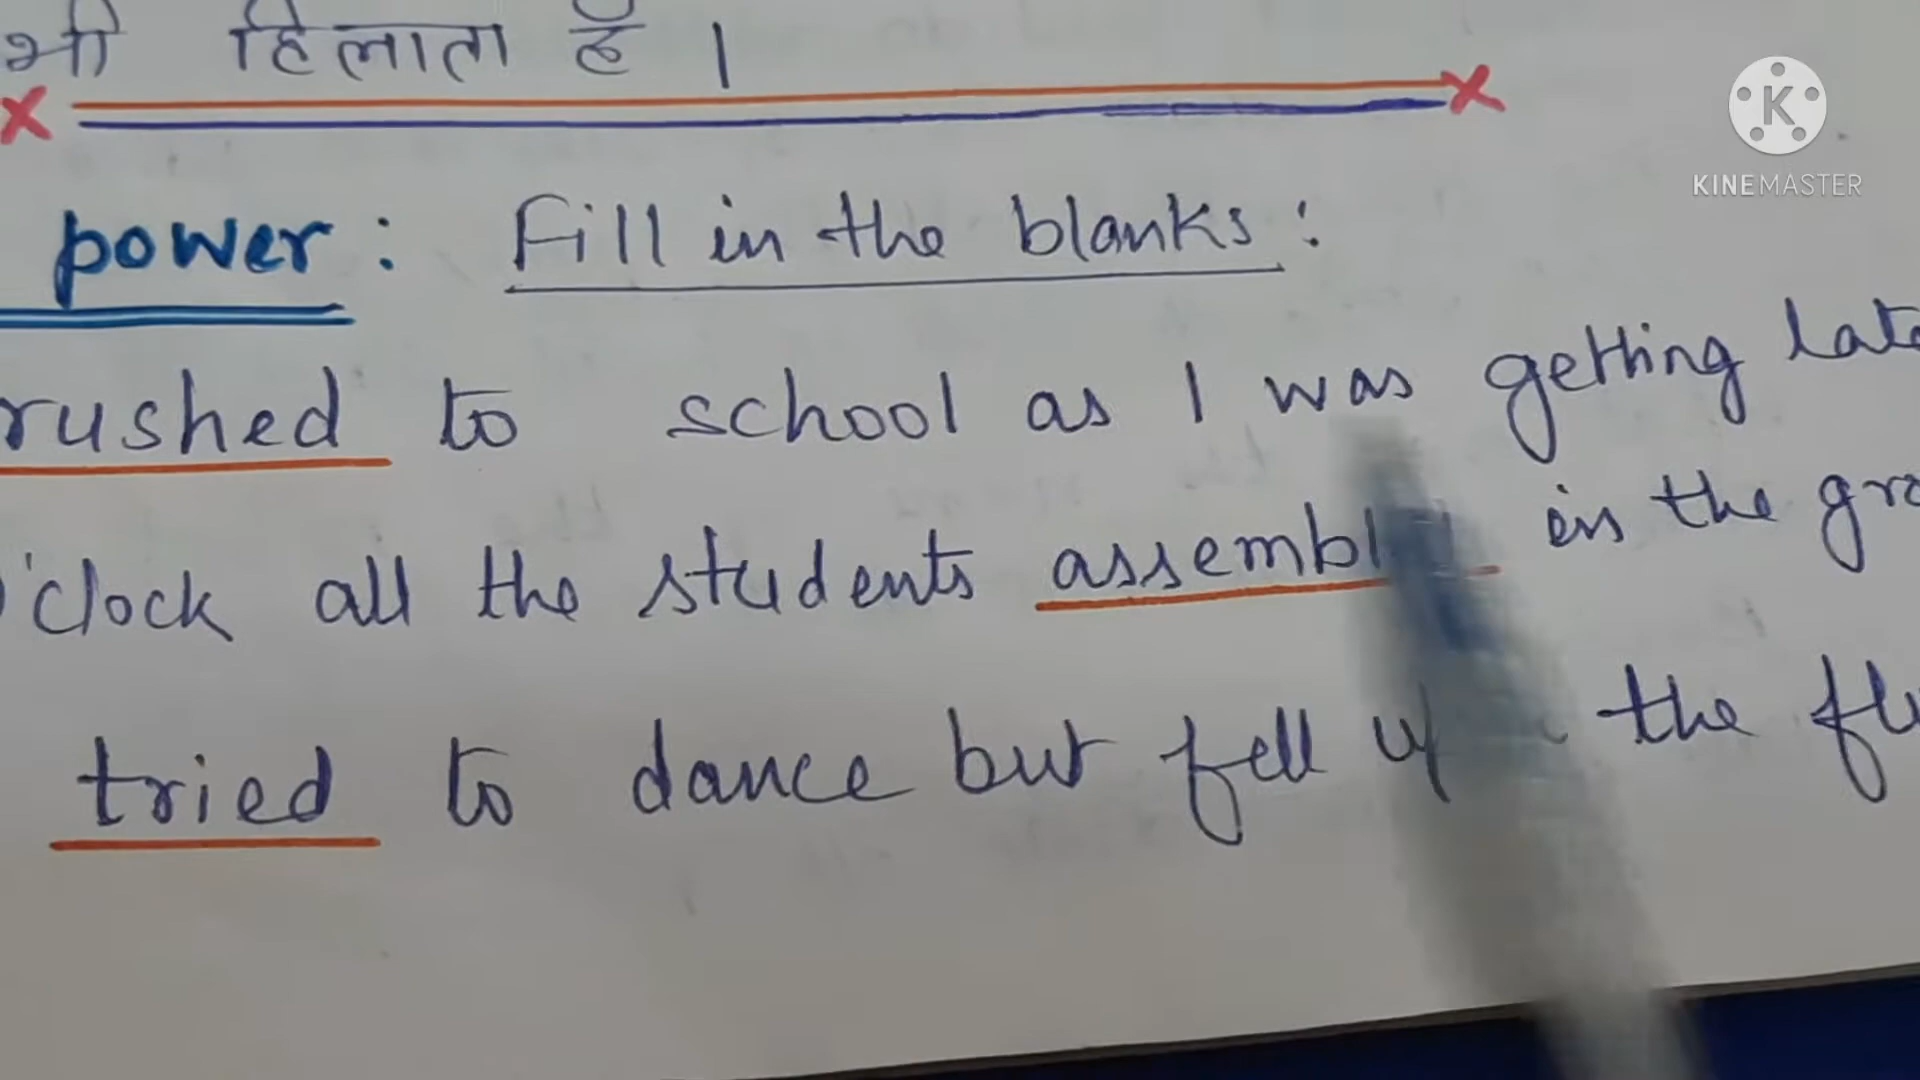 भी हिलाता है ।
KINEMASTER
power : Fill in the blanks :
rushed to school as I was getting late
o'clock all the students in the
tried to dance but fell the